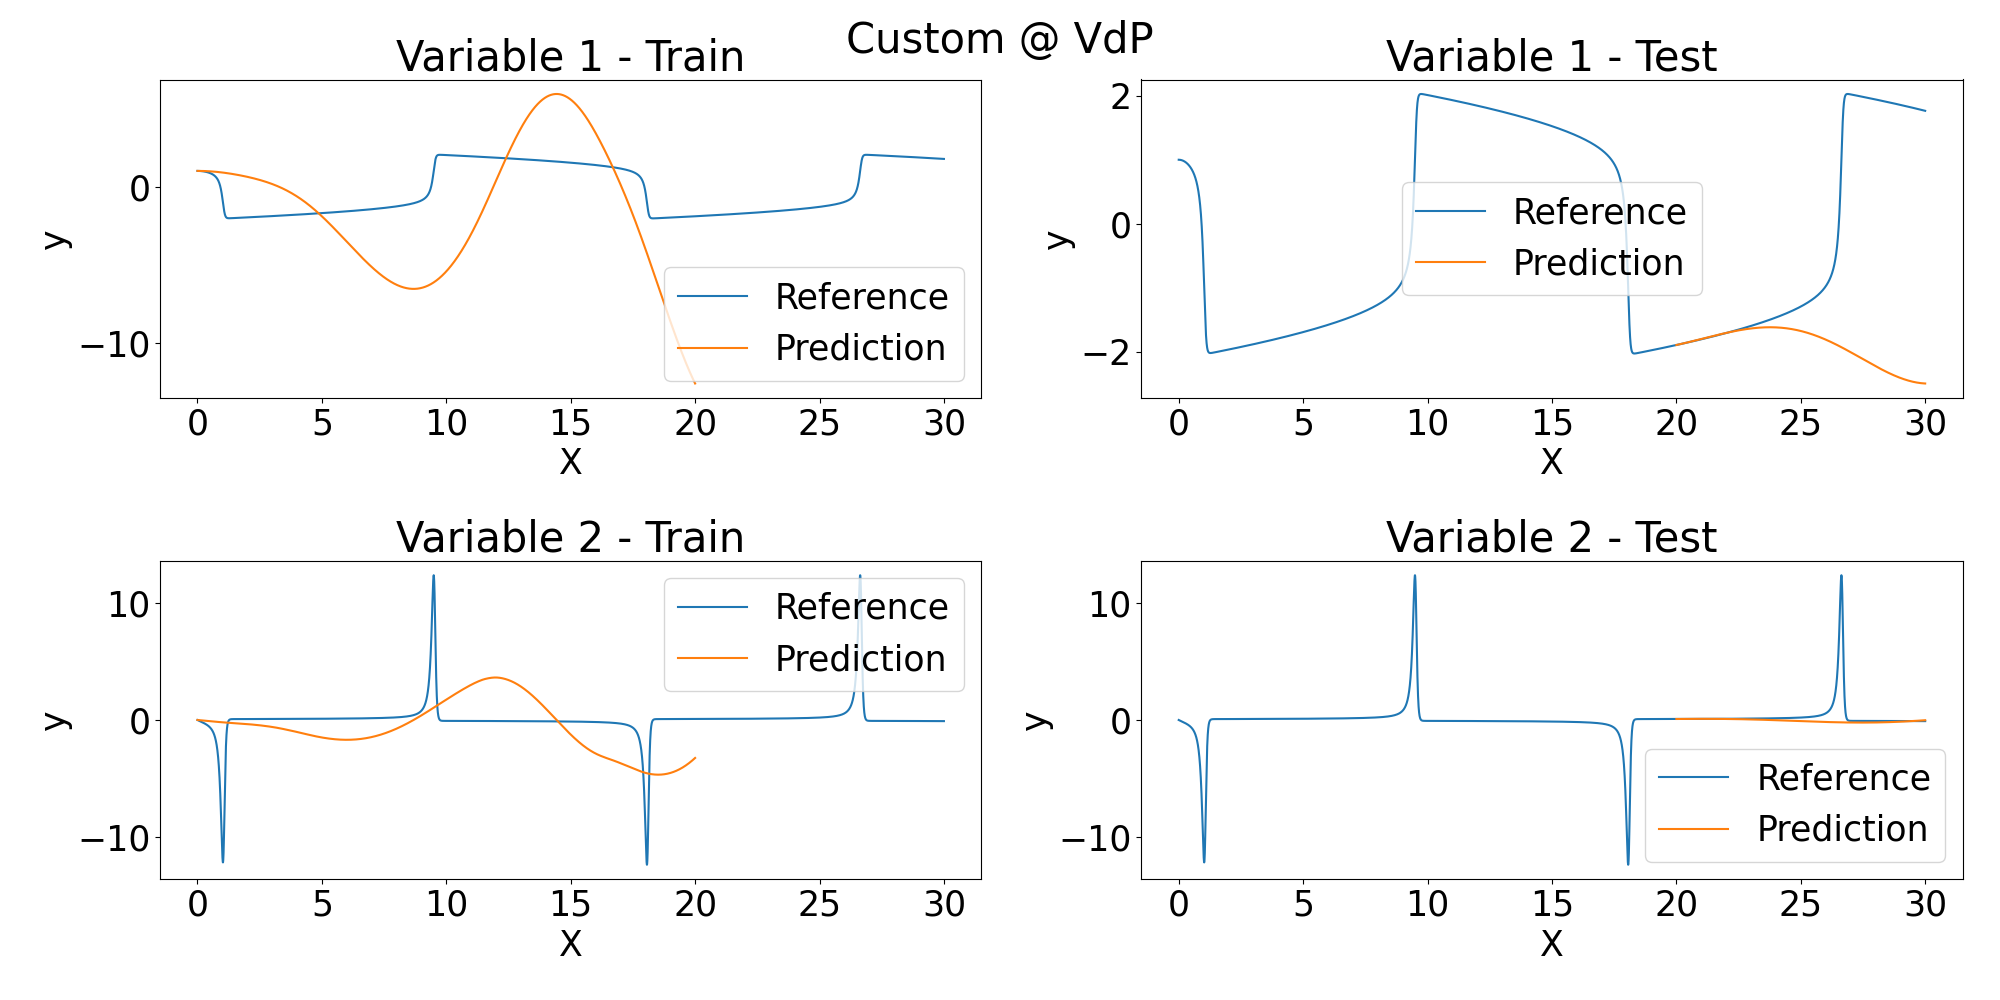 Custom @ VdP
Variable 1 - Train
0
−10
y
0 5 10 15 20 25 30
X
Reference
Prediction
Variable 1 - Test
2
0
−2
y
0 5 10 15 20 25 30
X
Reference
Prediction
Variable 2 - Train
10
0
−10
y
0 5 10 15 20 25 30
X
Reference
Prediction
Variable 2 - Test
10
0
−10
y
0 5 10 15 20 25 30
X
Reference
Prediction